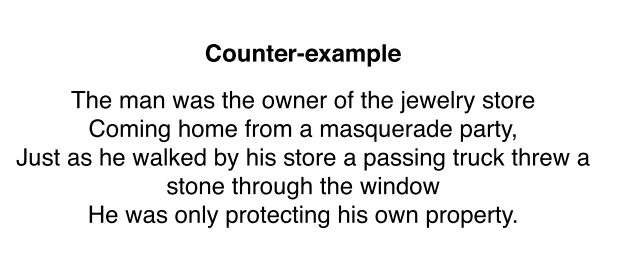 Counter-example
The man was the owner of the jewelry store
Coming home from a masquerade party,
Just as he walked by his store a passing truck threw a
stone through the window
He was only protecting his own property.